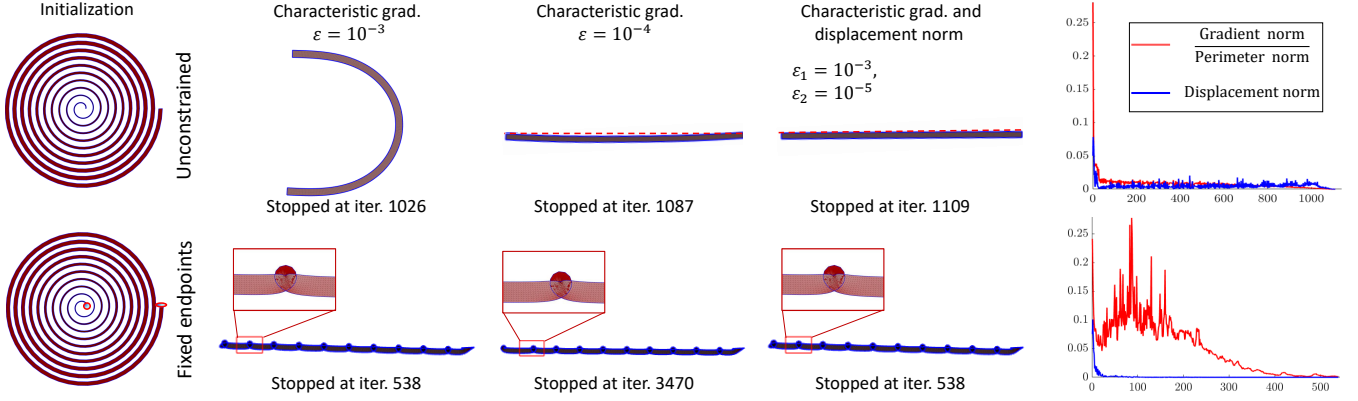 Initialization
Characteristic grad.
ε = 10⁻³
Characteristic grad.
ε = 10⁻⁴
Characteristic grad. and
displacement norm
ε₁ = 10⁻³,
ε₂ = 10⁻⁵
Unconstrained
Stopped at iter. 1026
Stopped at iter. 1087
Stopped at iter. 1109
0.25
0.2
0.15
0.1
0.05
0
0 200 400 600 800 1000
Gradient norm
Perimeter norm
Displacement norm
Fixed endpoints
Stopped at iter. 538
Stopped at iter. 3470
Stopped at iter. 538
0.25
0.2
0.15
0.1
0.05
0
0 100 200 300 400 500